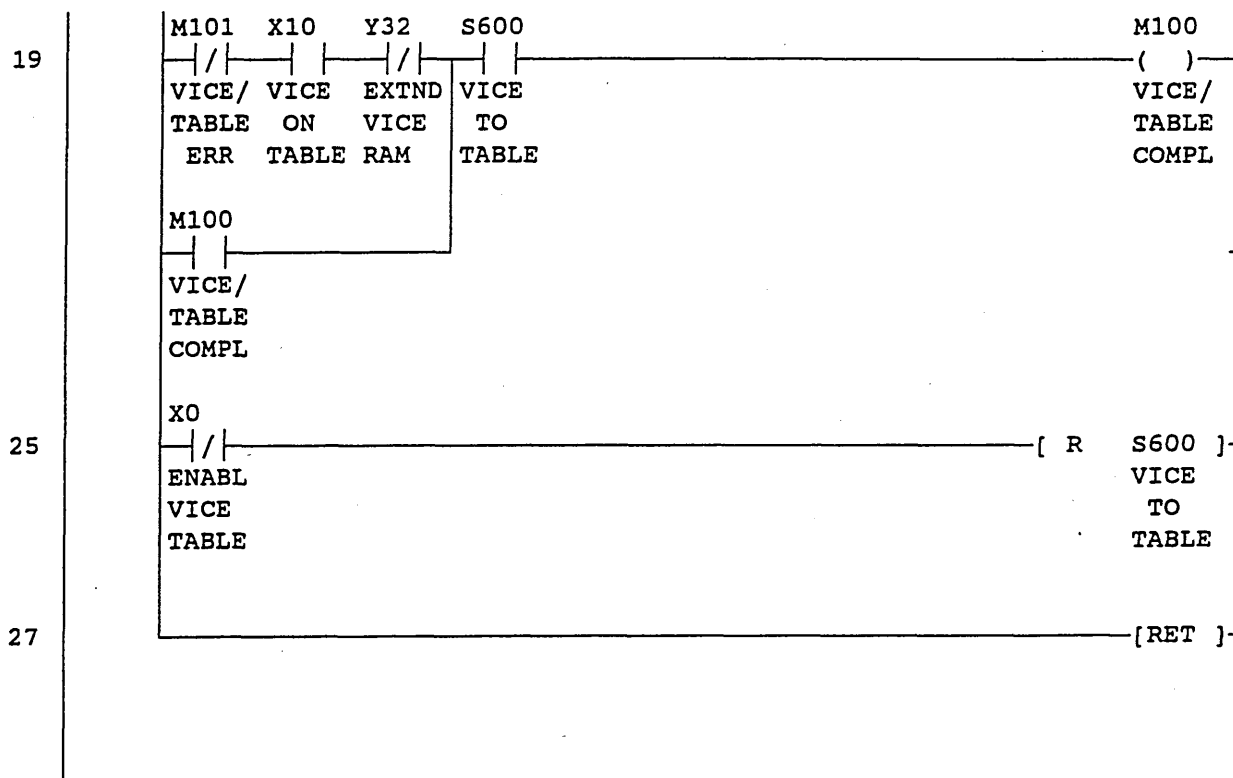 M101 X10 Y32 S600 M100
19 / / ( )
VICE/ VICE EXTND VICE VICE/
TABLE ON VICE TO TABLE
ERR TABLE RAM TABLE COMPL
M100
VICE/
TABLE
COMPL
X0
25 / [ R S600 ]
ENABL VICE
VICE TO
TABLE TABLE
27 [RET ]